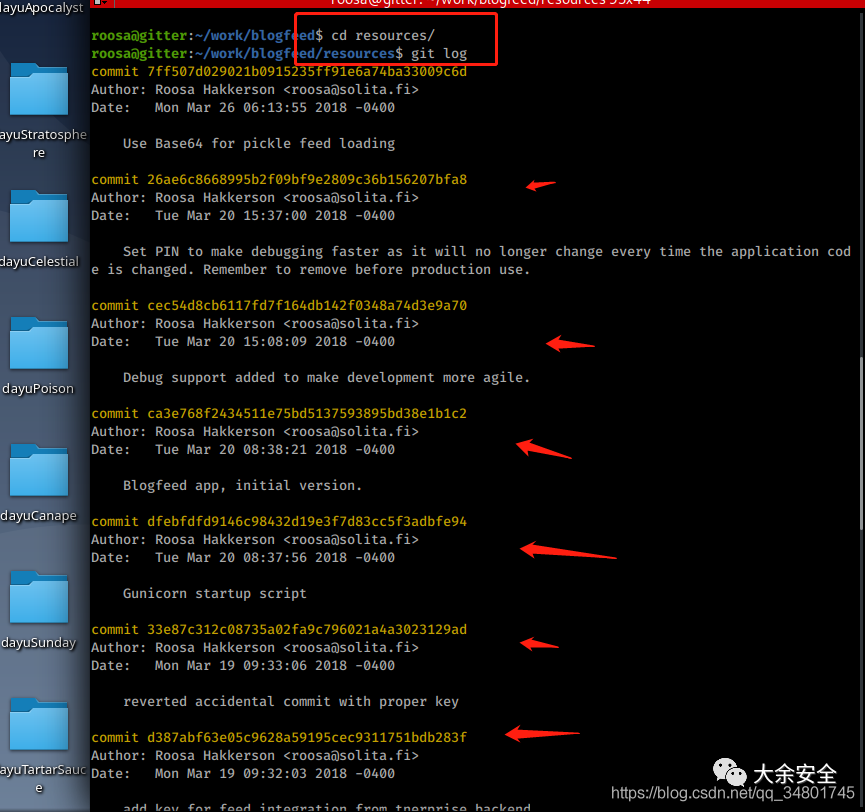 dayuApocalyst
roosa@gitter: ~/work/blogfeed/resources 95x44
roosa@gitter:~/work/blogfeed$ cd resources/
roosa@gitter:~/work/blogfeed/resources$ git log
commit 7ff507d029021b0915235ff91e6a74ba33009c6d
Author: Roosa Hakkerson <roosa@solita.fi>
Date:   Mon Mar 26 06:13:55 2018 -0400
Use Base64 for pickle feed loading
commit 26ae6c8668995b2f09bf9e2809c36b156207bfa8
Author: Roosa Hakkerson <roosa@solita.fi>
Date:   Tue Mar 20 15:37:00 2018 -0400
Set PIN to make debugging faster as it will no longer change every time the application cod
e is changed. Remember to remove before production use.
commit cec54d8cb6117fd7f164db142f0348a74d3e9a70
Author: Roosa Hakkerson <roosa@solita.fi>
Date:   Tue Mar 20 15:08:09 2018 -0400
Debug support added to make development more agile.
commit ca3e768f2434511e75bd5137593895bd38e1b1c2
Author: Roosa Hakkerson <roosa@solita.fi>
Date:   Tue Mar 20 08:38:21 2018 -0400
Blogfeed app, initial version.
commit dfebfdfd9146c98432d19e3f7d83cc5f3adbfe94
Author: Roosa Hakkerson <roosa@solita.fi>
Date:   Tue Mar 20 08:37:56 2018 -0400
Gunicorn startup script
commit 33e87c312c08735a02fa9c796021a4a3023129ad
Author: Roosa Hakkerson <roosa@solita.fi>
Date:   Mon Mar 19 09:33:06 2018 -0400
reverted accidental commit with proper key
commit d387abf63e05c9628a59195cec9311751bdb283f
Author: Roosa Hakkerson <roosa@solita.fi>
Date:   Mon Mar 19 09:32:03 2018 -0400
add key for feed integration from tnerprise backend
ayuStratosphe
re
dayuCelestial
dayuPoison
dayuCanape
dayuSunday
ayuTartarSauc
e
大余安全
https://blog.csdn.net/qq_34801745